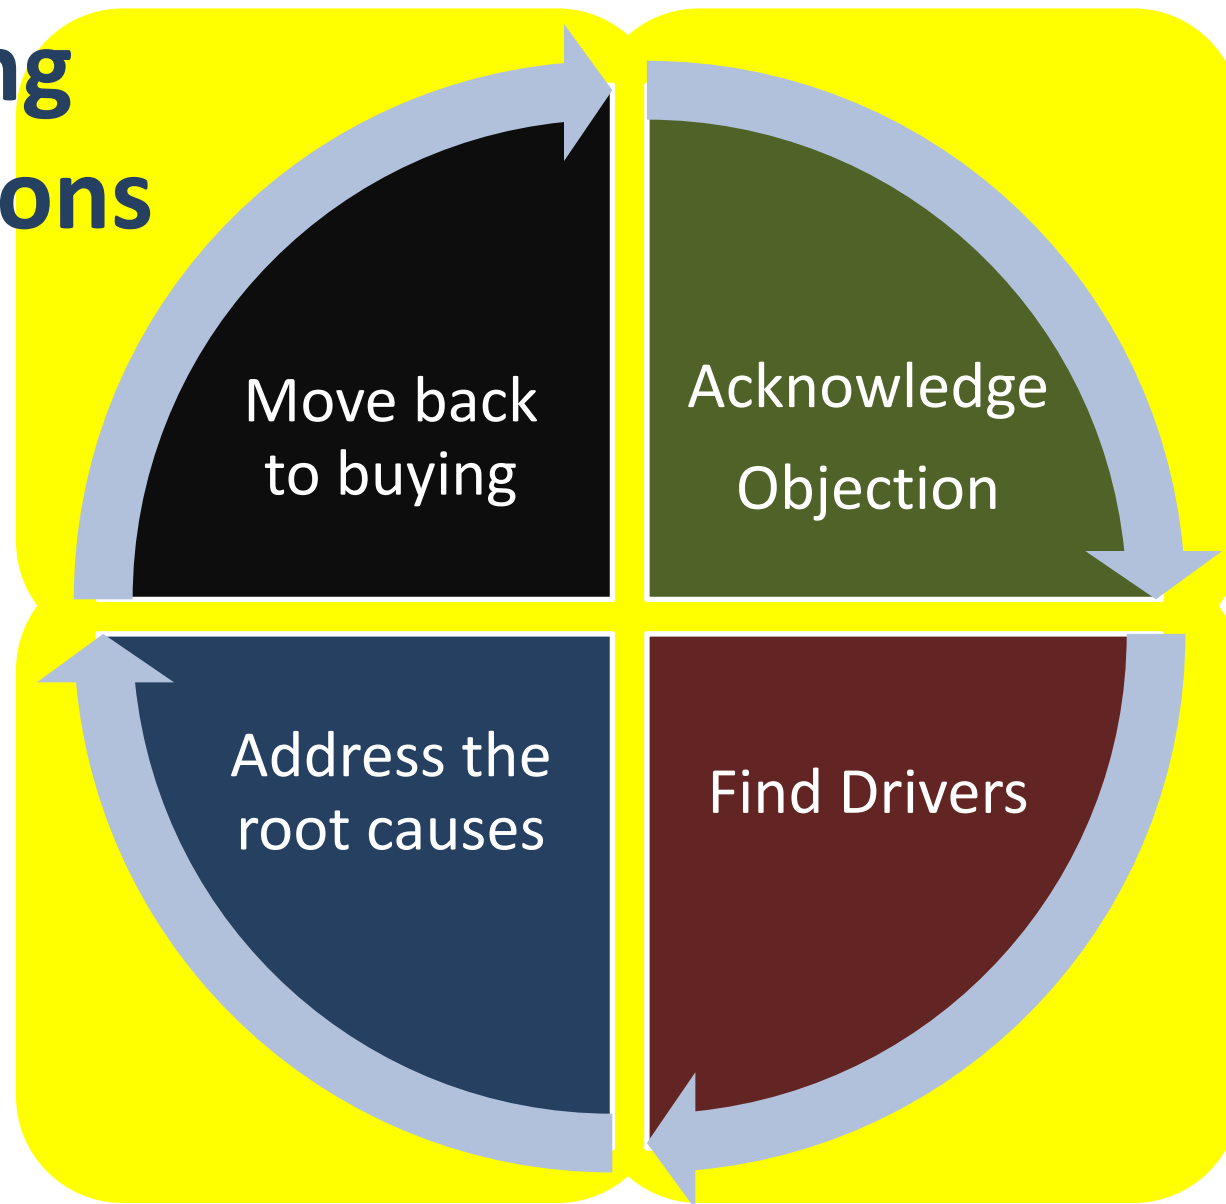 ng
ons
Move back
to buying
Acknowledge
Objection
Address the
root causes
Find Drivers